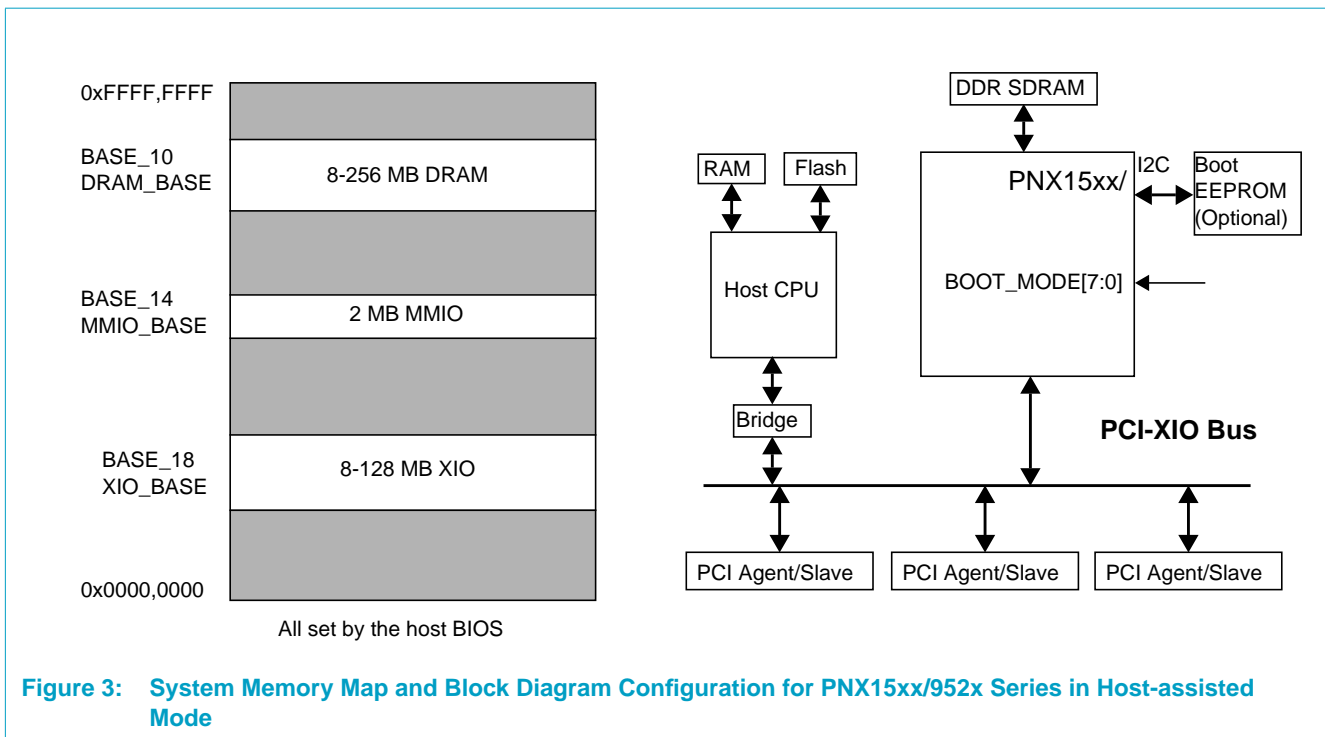 0xFFFF,FFFF
BASE_10
DRAM_BASE
8-256 MB DRAM
BASE_14
MMIO_BASE
2 MB MMIO
BASE_18
XIO_BASE
8-128 MB XIO
0x0000,0000
All set by the host BIOS
DDR SDRAM
RAM
Flash
PNX15xx/
I2C
Boot
EEPROM
(Optional)
Host CPU
BOOT_MODE[7:0]
Bridge
PCI-XIO Bus
PCI Agent/Slave
PCI Agent/Slave
PCI Agent/Slave
Figure 3: System Memory Map and Block Diagram Configuration for PNX15xx/952x Series in Host-assisted
Mode